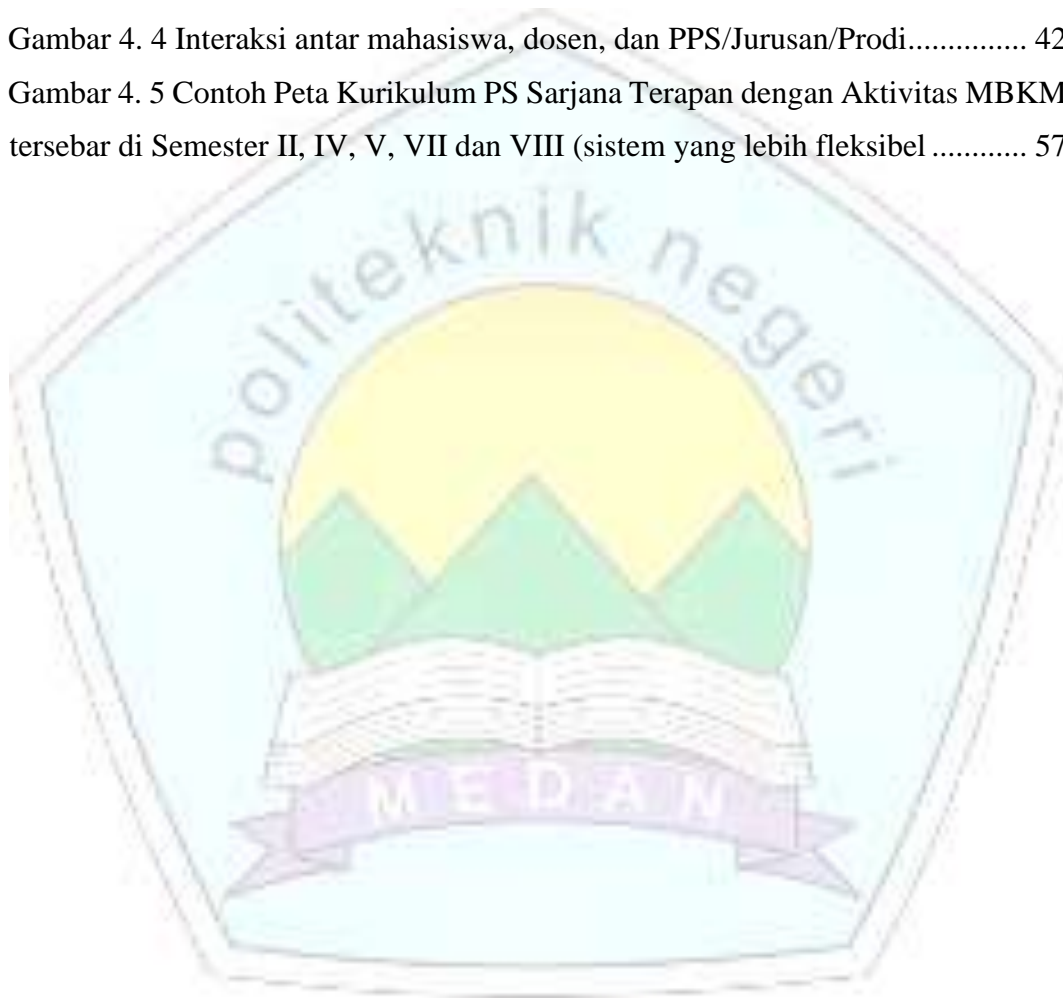 Gambar 4. 4 Interaksi antar mahasiswa, dosen, dan PPS/Jurusan/Prodi............... 42
Gambar 4. 5 Contoh Peta Kurikulum PS Sarjana Terapan dengan Aktivitas MBKM
tersebar di Semester II, IV, V, VII dan VIII (sistem yang lebih fleksibel ............ 57
politeknik negeri
MEDAN